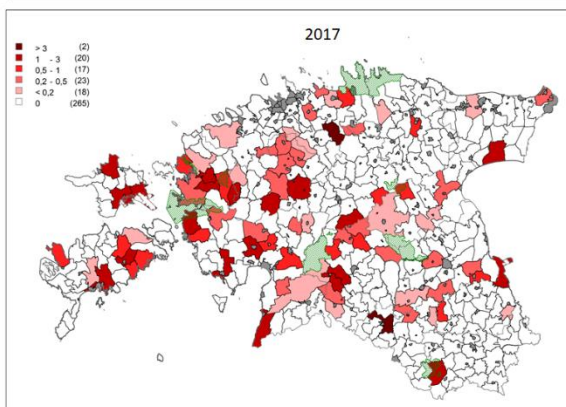 2017
> 3 (2)
1 - 3 (20)
0,5 - 1 (17)
0,2 - 0,5 (23)
< 0,2 (18)
0 (265)